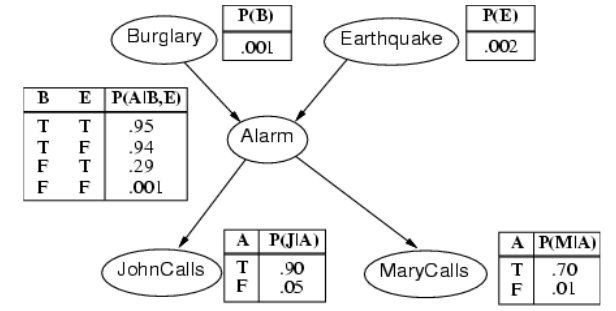 Burglary
P(B)
.001
Earthquake
P(E)
.002
B E P(A|B,E)
T T .95
T F .94
F T .29
F F .001
Alarm
JohnCalls
A P(J|A)
T .90
F .05
MaryCalls
A P(M|A)
T .70
F .01